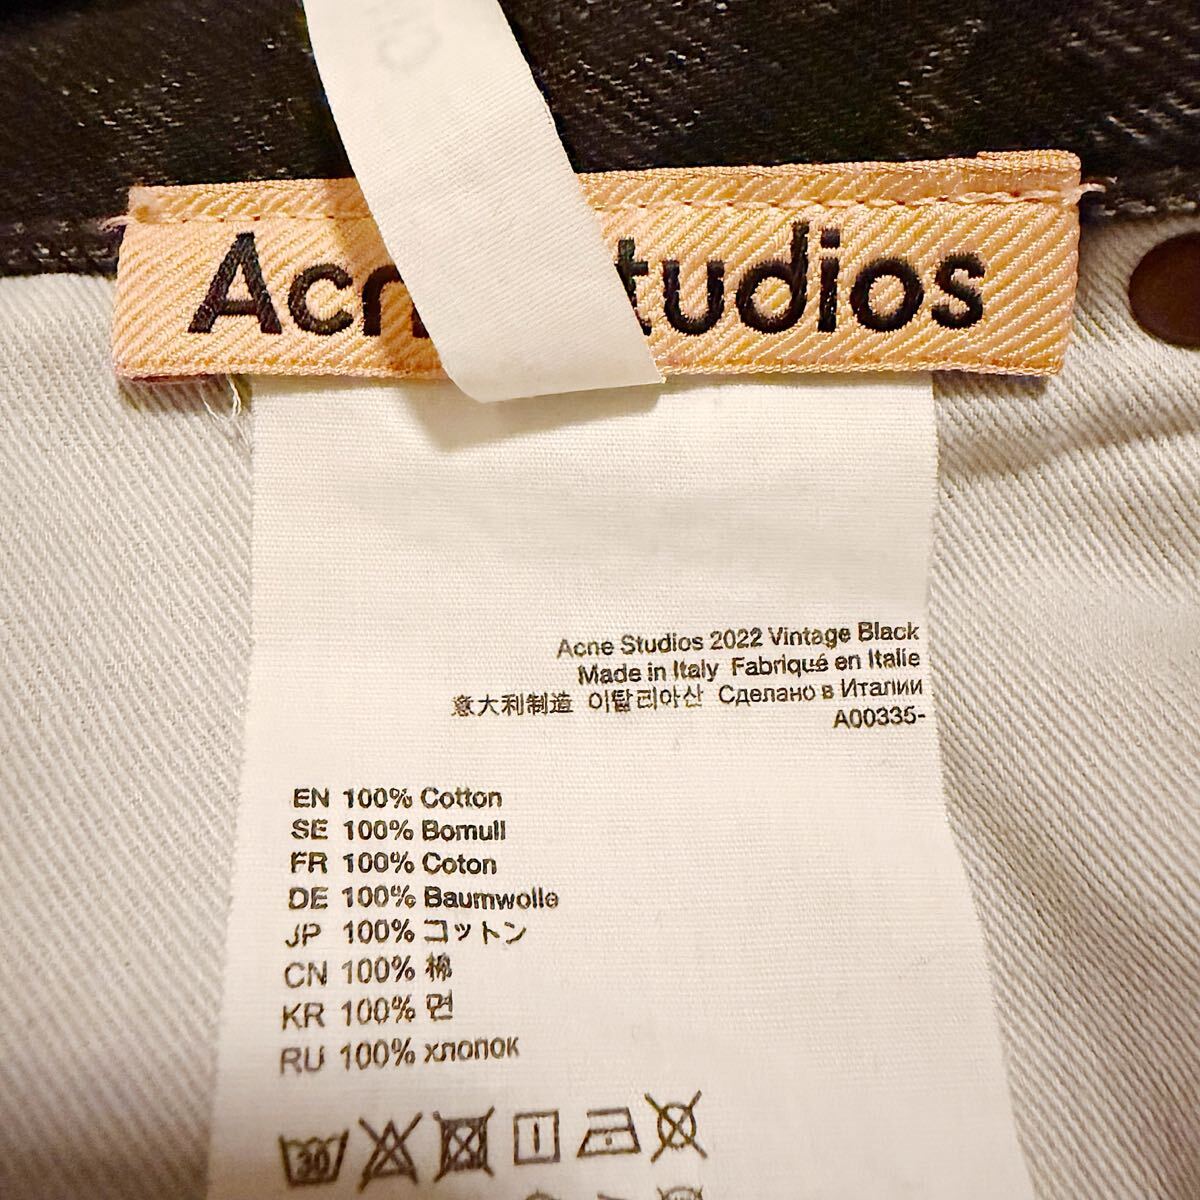 Acn tudios
Acne Studios 2022 Vintage Black
Made in Italy Fabriqué en Italie
意大利制造 이탈리아산 Сделано в Италии
A00335-
EN 100% Cotton
SE 100% Bomull
FR 100% Coton
DE 100% Baumwolle
JP 100% コットン
CN 100% 棉
KR 100% 면
RU 100% хлопок
30